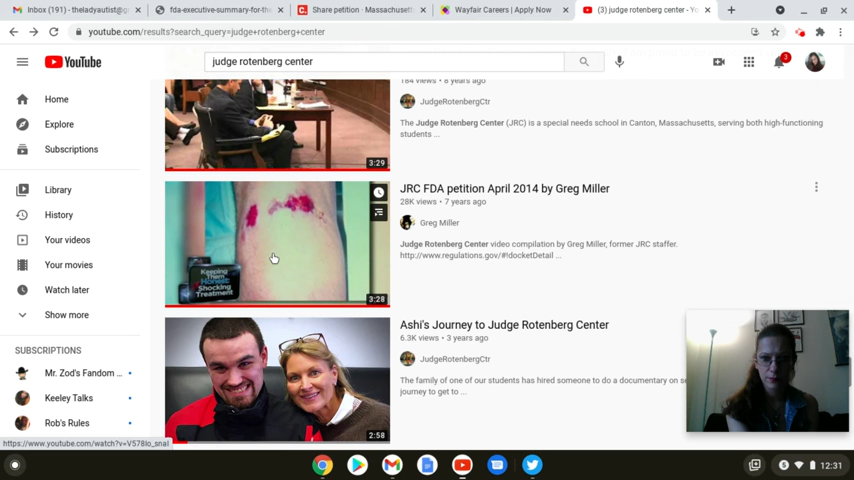 Inbox (191) - theladyautist@g
fda-executive-summary-for-the
Share petition · Massachusett
Wayfair Careers | Apply Now
(3) judge rotenberg center - Yo
youtube.com/results?search_query=judge+rotenberg+center
YouTube
judge rotenberg center
3
Home
Explore
Subscriptions
Library
History
Your videos
Your movies
Watch later
Show more
SUBSCRIPTIONS
Mr. Zod's Fandom ...
Keeley Talks
Rob's Rules
184 views • 8 years ago
JudgeRotenbergCtr
The Judge Rotenberg Center (JRC) is a special needs school in Canton, Massachusetts, serving both high-functioning
students ...
3:29
JRC FDA petition April 2014 by Greg Miller
28K views • 7 years ago
Greg Miller
Judge Rotenberg Center video compilation by Greg Miller, former JRC staffer.
http://www.regulations.gov/#!docketDetail ...
Keeping
Them
Honest
Shocking
Treatment
3:28
Ashi's Journey to Judge Rotenberg Center
6.3K views • 3 years ago
JudgeRotenbergCtr
The family of one of our students has hired someone to do a documentary on
journey to get to ...
2:58
12:31